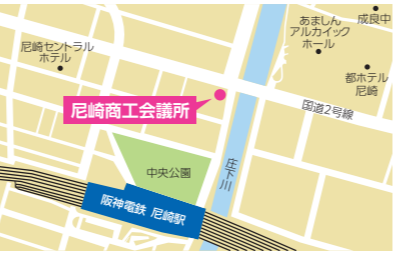 あましん
アルカイック
ホール
成良中
尼崎セントラル
ホテル
都ホテル
尼崎
尼崎商工会議所
国道2号線
中央公園
庄下川
阪神電鉄 尼崎駅